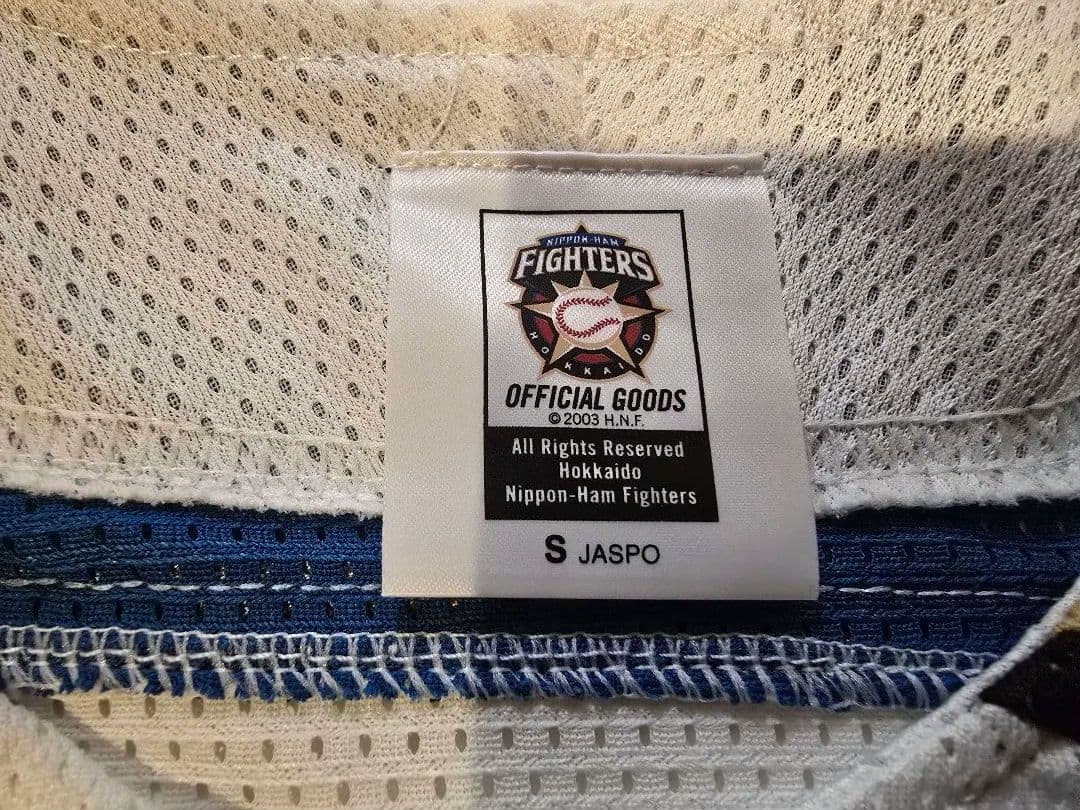 NIPPON-HAM
FIGHTERS
HOKKAIDO
OFFICIAL GOODS
©2003 H.N.F.
All Rights Reserved
Hokkaido
Nippon-Ham Fighters
S JASPO